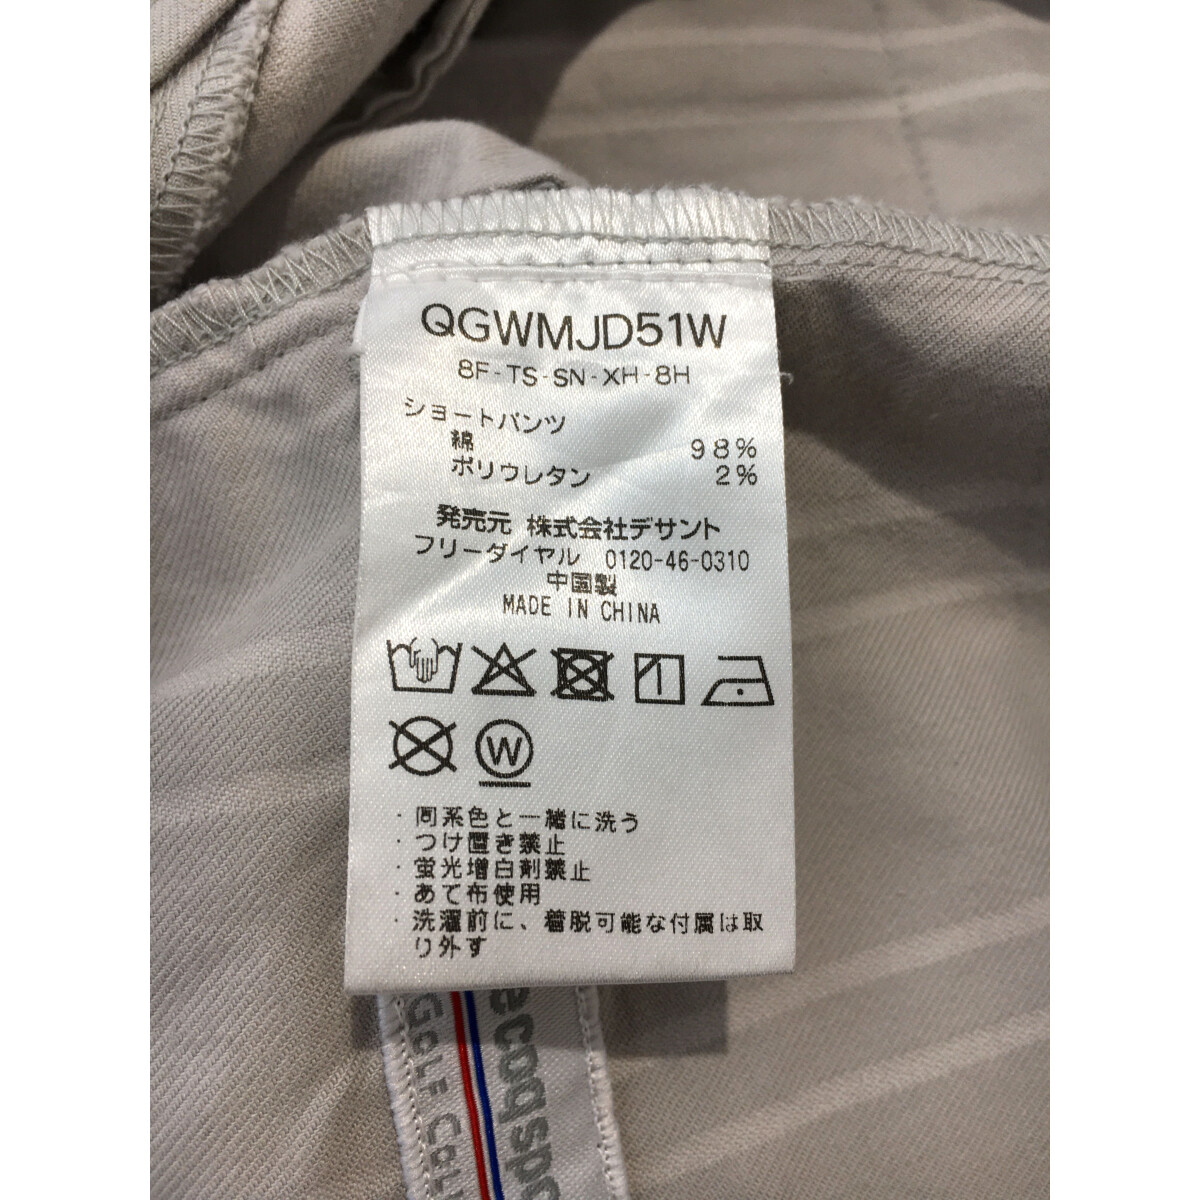 QGWMJD51W
8F-TS-SN-XH-8H
ショートパンツ
綿 98%
ポリウレタン 2%
発売元 株式会社デサント
フリーダイヤル 0120-46-0310
中国製
MADE IN CHINA
W
・同系色と一緒に洗う
・つけ置き禁止
・蛍光増白剤禁止
・あて布使用
・洗濯前に、着脱可能な付属は取
り外す
ecoqspo
GOLF COLL